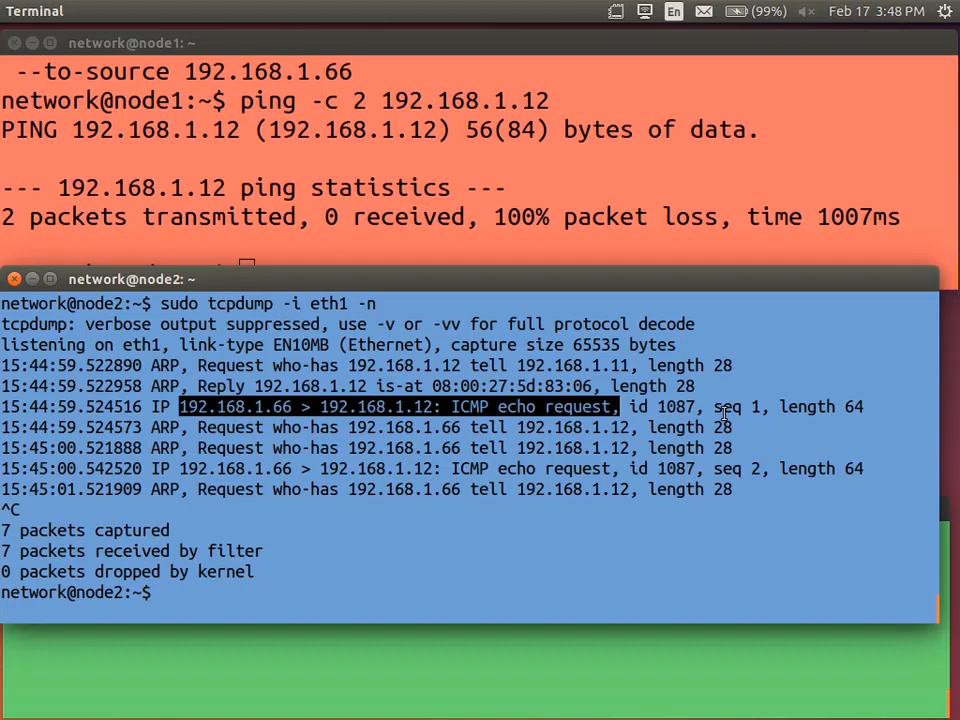 Terminal
En
(99%)
Feb 17 3:48 PM
network@node1: ~
--to-source 192.168.1.66
network@node1:~$ ping -c 2 192.168.1.12
PING 192.168.1.12 (192.168.1.12) 56(84) bytes of data.
--- 192.168.1.12 ping statistics ---
2 packets transmitted, 0 received, 100% packet loss, time 1007ms
network@node2: ~
network@node2:~$ sudo tcpdump -i eth1 -n
tcpdump: verbose output suppressed, use -v or -vv for full protocol decode
listening on eth1, link-type EN10MB (Ethernet), capture size 65535 bytes
15:44:59.522890 ARP, Request who-has 192.168.1.12 tell 192.168.1.11, length 28
15:44:59.522958 ARP, Reply 192.168.1.12 is-at 08:00:27:5d:83:06, length 28
15:44:59.524516 IP 192.168.1.66 > 192.168.1.12: ICMP echo request, id 1087, seq 1, length 64
15:44:59.524573 ARP, Request who-has 192.168.1.66 tell 192.168.1.12, length 28
15:45:00.521888 ARP, Request who-has 192.168.1.66 tell 192.168.1.12, length 28
15:45:00.542520 IP 192.168.1.66 > 192.168.1.12: ICMP echo request, id 1087, seq 2, length 64
15:45:01.521909 ARP, Request who-has 192.168.1.66 tell 192.168.1.12, length 28
^C
7 packets captured
7 packets received by filter
0 packets dropped by kernel
network@node2:~$